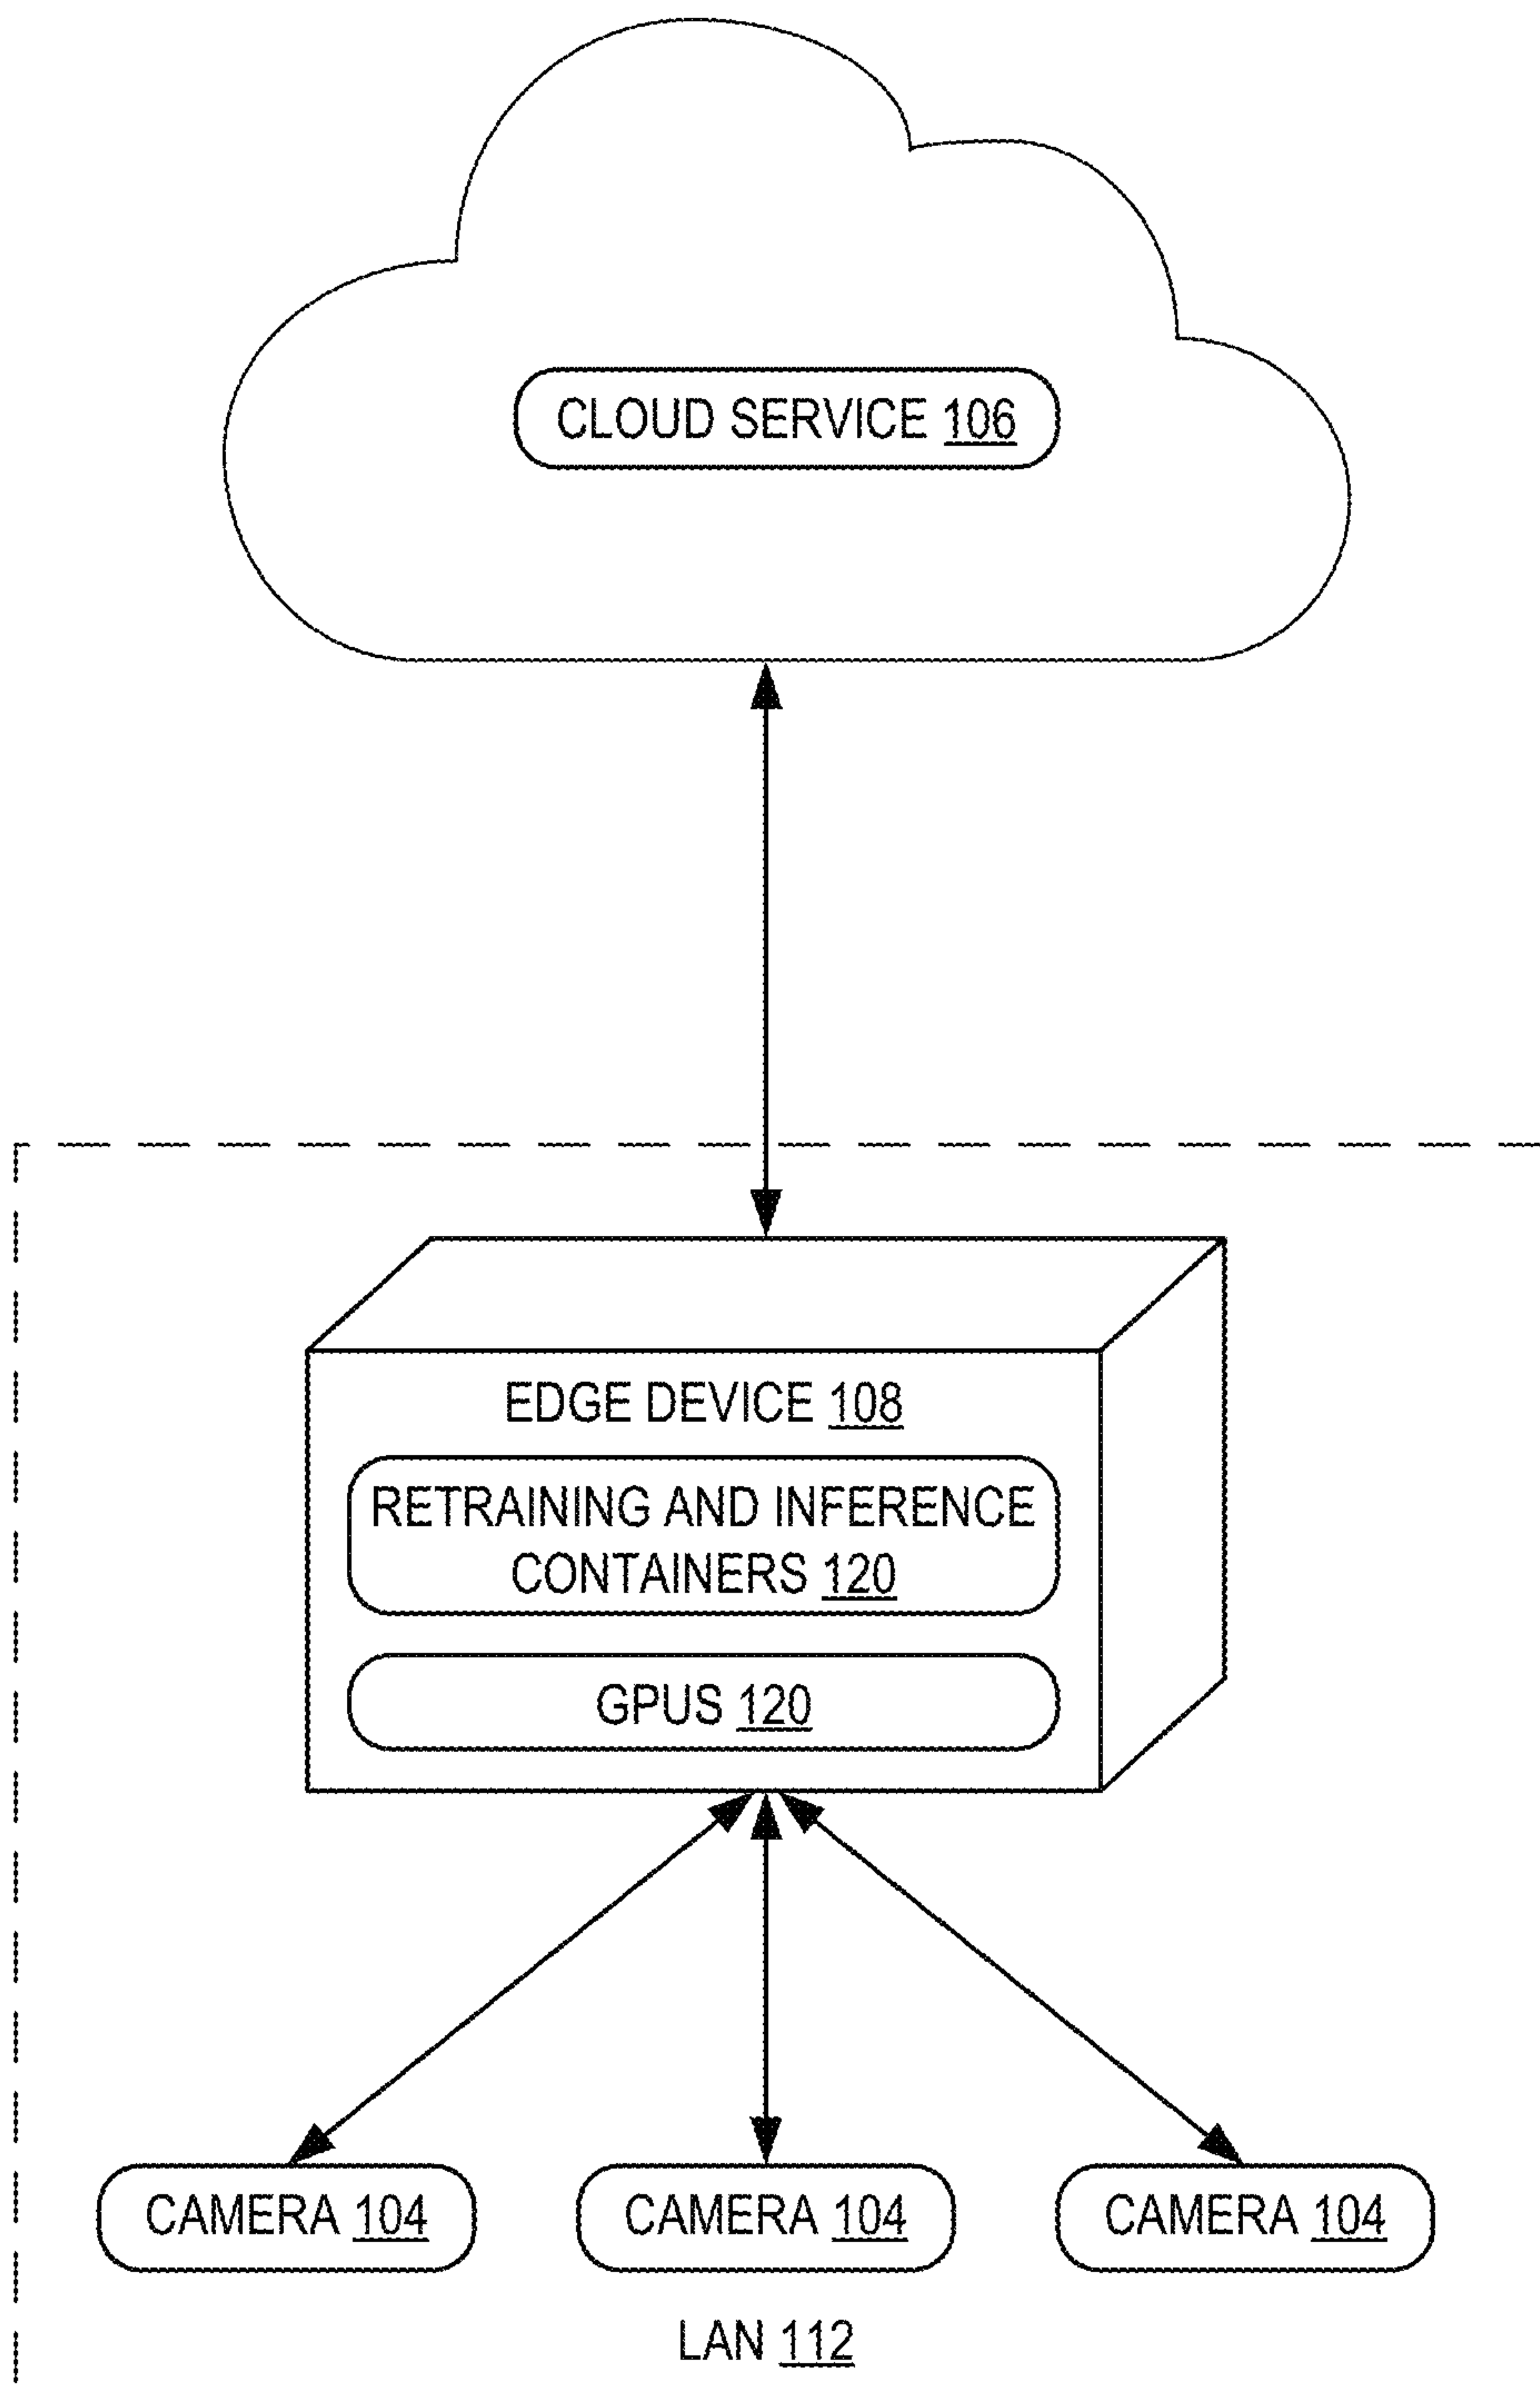 CLOUD SERVICE 106
EDGE DEVICE 108
RETRAINING AND INFERENCE
CONTAINERS 120
GPUS 120
CAMERA 104 CAMERA 104 CAMERA 104
LAN 112